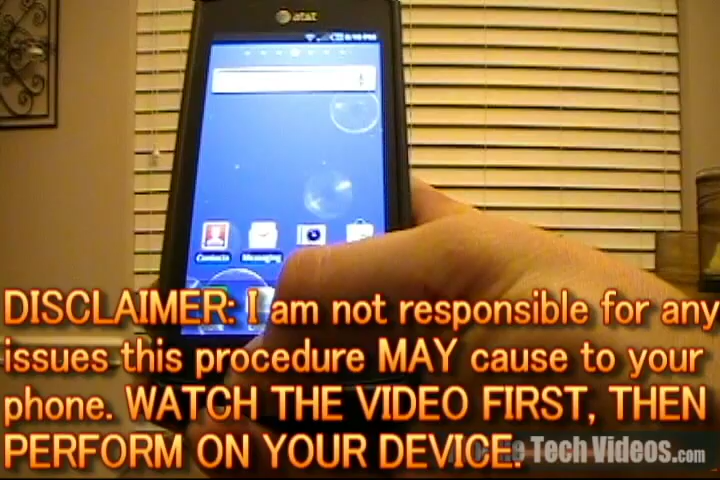 at&t
Contacts Messaging
DISCLAIMER: I am not responsible for any
issues this procedure MAY cause to your
phone. WATCH THE VIDEO FIRST, THEN
PERFORM ON YOUR DEVICE.
Tech Videos.com